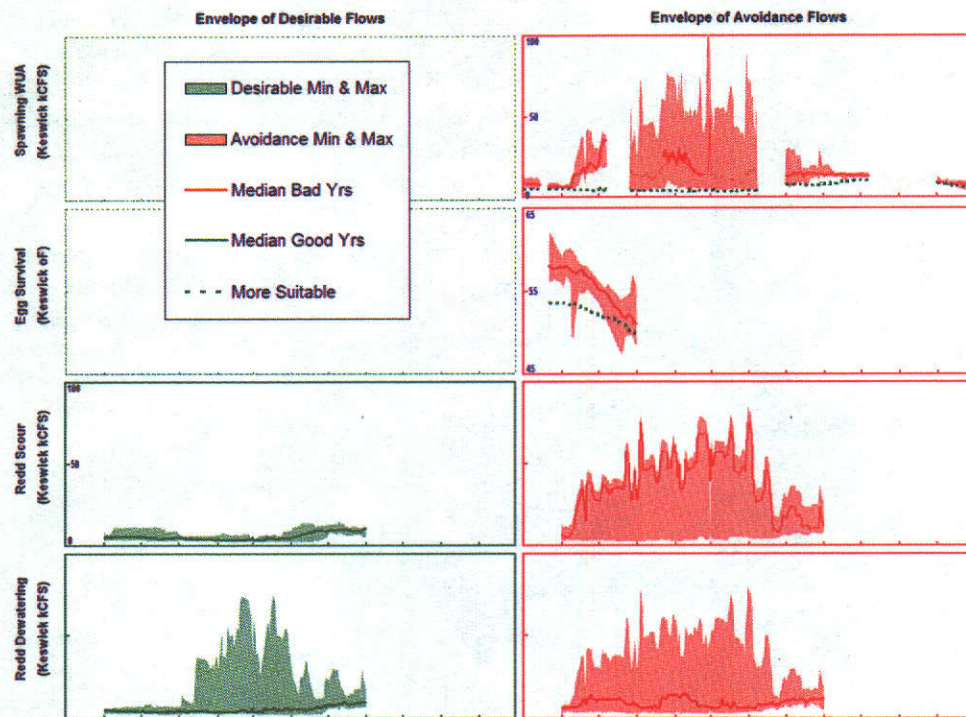 Envelope of Desirable Flows
Envelope of Avoidance Flows
Spawning WUA
(Keswick kCFS)
Desirable Min & Max
Avoidance Min & Max
Median Bad Yrs
Median Good Yrs
More Suitable
100
50
0
Egg Survival
(Keswick oF)
65
55
45
Redd Scour
(Keswick kCFS)
100
50
0
Redd Dewatering
(Keswick kCFS)